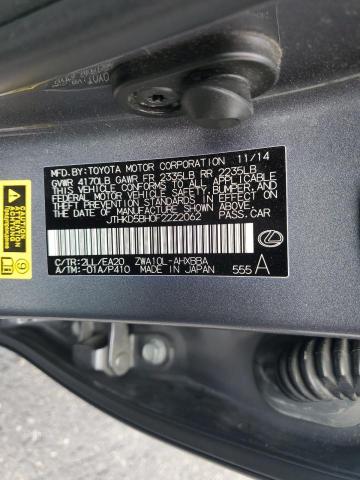 MFD.BY:TOYOTA MOTOR CORPORATION 11/14
GVWR 4170LB GAWR FR 2335LB RR 2235LB
THIS VEHICLE CONFORMS TO ALL APPLICABLE
FEDERAL MOTOR VEHICLE SAFETY, BUMPER, AND
THEFT PREVENTION STANDARDS IN EFFECT ON
THE DATE OF MANUFACTURE SHOWN ABOVE.
JTHKD5BH0F2222062 PASS.CAR
C/TR:2LL/EA20 ZWA10L-AHXBBA
A/TM:-01A/P410 MADE IN JAPAN 555 A